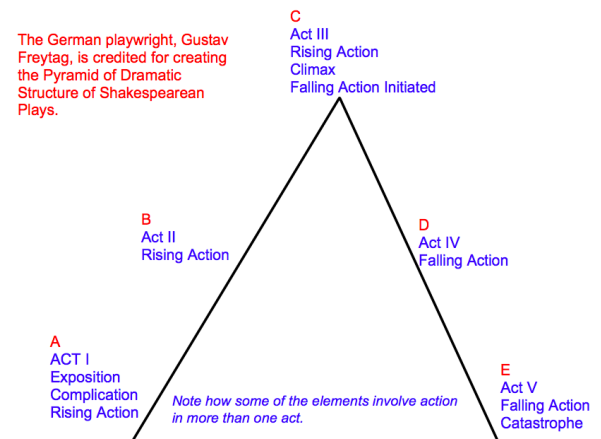 The German playwright, Gustav
Freytag, is credited for creating
the Pyramid of Dramatic
Structure of Shakespearean
Plays.
C
Act III
Rising Action
Climax
Falling Action Initiated
B
Act II
Rising Action
D
Act IV
Falling Action
A
ACT I
Exposition
Complication
Rising Action
Note how some of the elements involve action
in more than one act.
E
Act V
Falling Action
Catastrophe